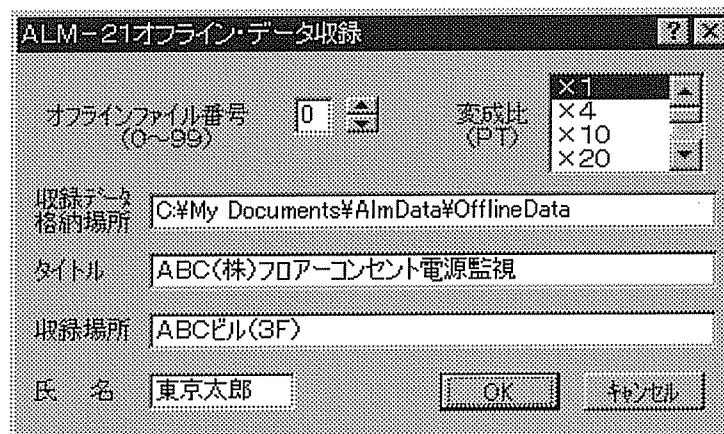 ALM－21オフライン・データ収録
オフラインファイル番号
(0～99)
0
変成比
(PT)
×1
×4
×10
×20
収録データ
格納場所
C:¥My Documents¥AlmData¥OfflineData
タイトル
ABC(株)フロアーコンセント電源監視
収録場所
ABCビル(3F)
氏 名
東京太郎
OK
キャンセル